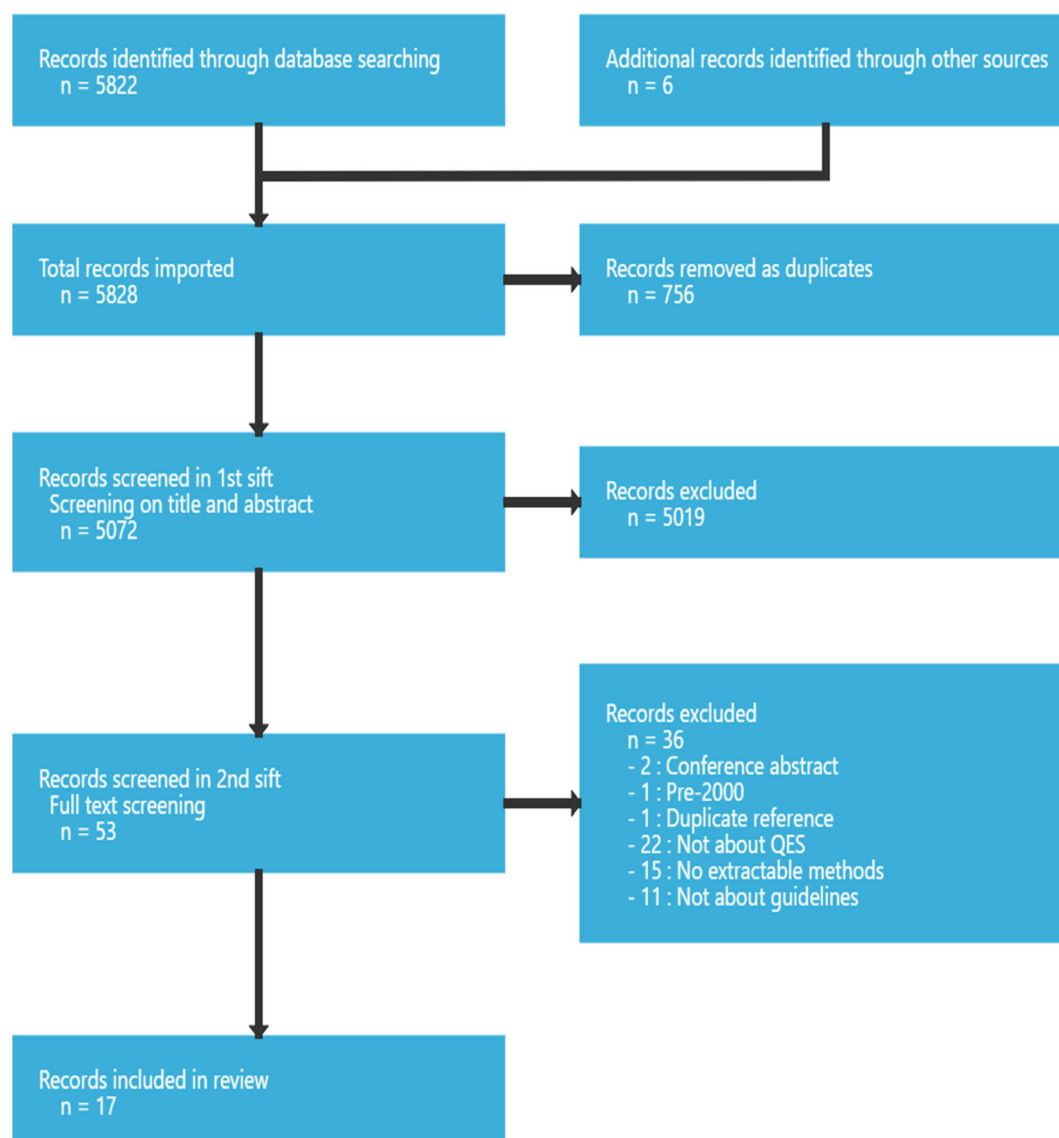 Records identified through database searching
n = 5822
Additional records identified through other sources
n = 6
Total records imported
n = 5828
Records removed as duplicates
n = 756
Records screened in 1st sift
Screening on title and abstract
n = 5072
Records excluded
n = 5019
Records screened in 2nd sift
Full text screening
n = 53
Records excluded
n = 36
- 2 : Conference abstract
- 1 : Pre-2000
- 1 : Duplicate reference
- 22 : Not about QES
- 15 : No extractable methods
- 11 : Not about guidelines
Records included in review
n = 17